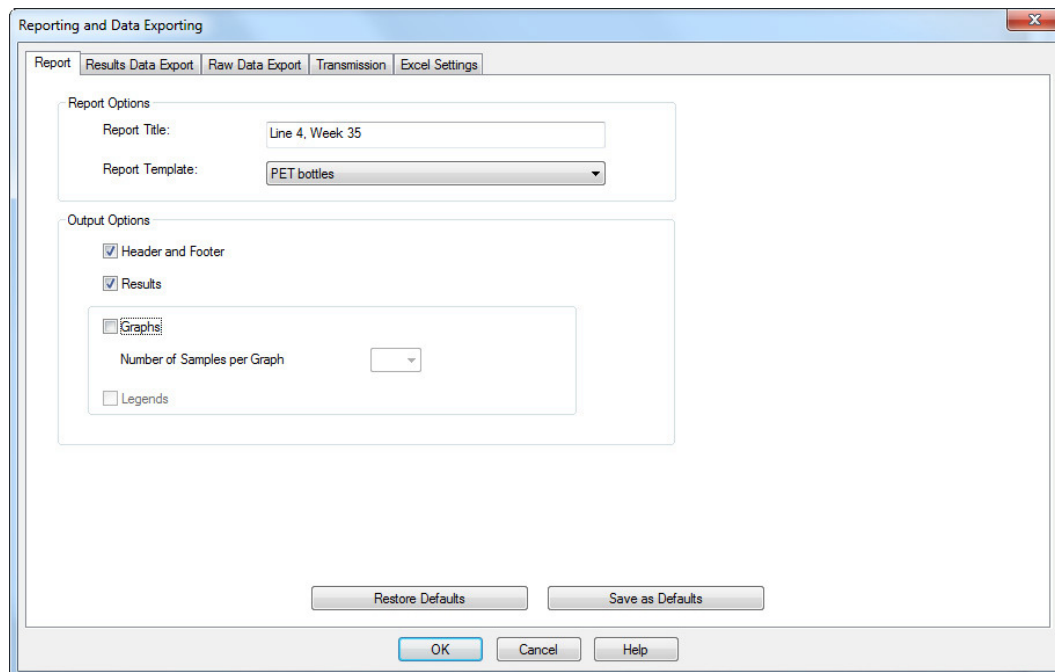 Reporting and Data Exporting
Report Results Data Export Raw Data Export Transmission Excel Settings
Report Options
Report Title: Line 4, Week 35
Report Template: PET bottles
Output Options
Header and Footer
Results
Graphs
Number of Samples per Graph
Legends
Restore Defaults Save as Defaults
OK Cancel Help